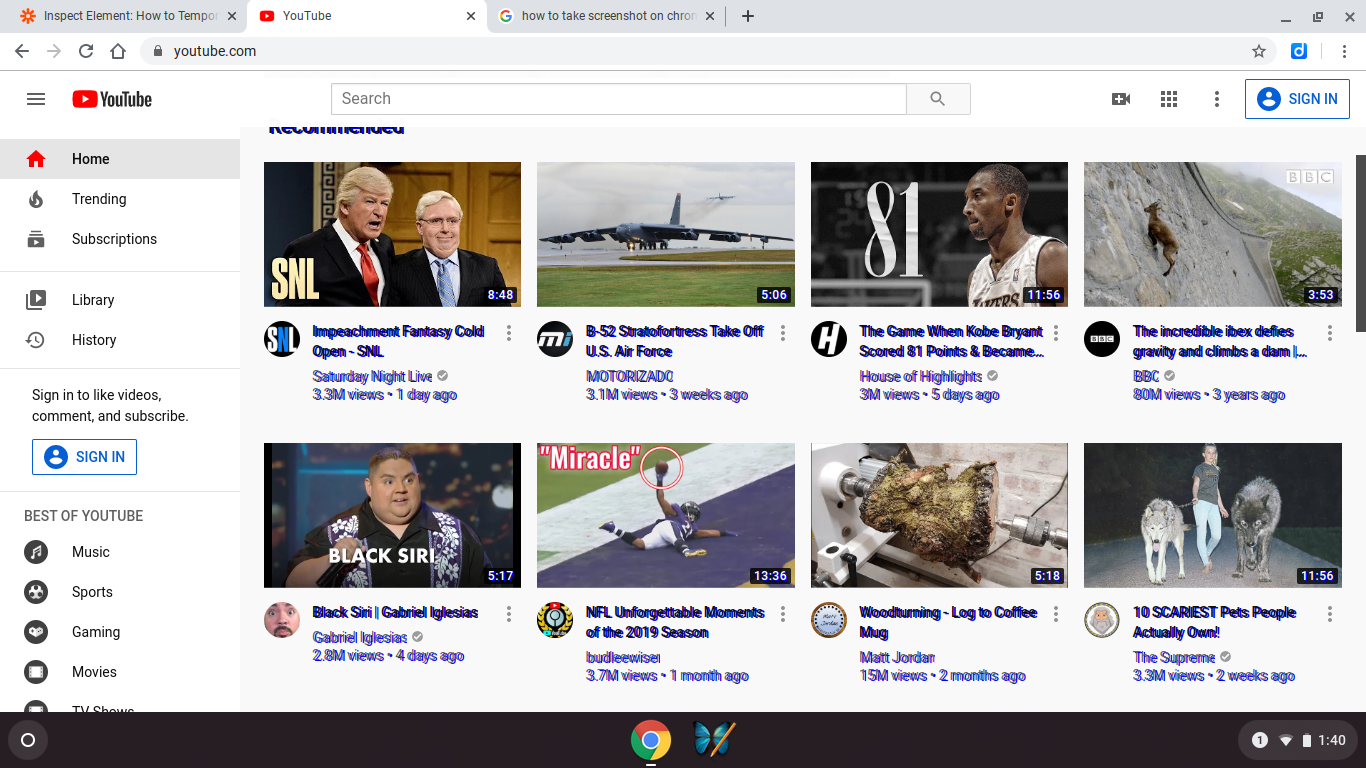 Inspect Element: How to Tempor
YouTube
how to take screenshot on chron
youtube.com
YouTube
Search
SIGN IN
Recommended
Home
Trending
Subscriptions
Library
History
Sign in to like videos,
comment, and subscribe.
SIGN IN
BEST OF YOUTUBE
Music
Sports
Gaming
Movies
TV Shows
SNL
8:48
SNL
Impeachment Fantasy Cold
Open - SNL
Saturday Night Live
3.3M views • 1 day ago
5:06
B-52 Stratofortress Take Off
U.S. Air Force
MOTORIZADO
3.1M views • 3 weeks ago
81
11:56
The Game When Kobe Bryant
Scored 81 Points & Became...
House of Highlights
3M views • 5 days ago
BBC
3:53
BBC
The incredible ibex defies
gravity and climbs a dam |...
BBC
80M views • 3 years ago
BLACK SIRI
5:17
Black Siri | Gabriel Iglesias
Gabriel Iglesias
2.8M views • 4 days ago
"Miracle"
13:36
NFL Unforgettable Moments
of the 2019 Season
budleewiser
3.7M views • 1 month ago
5:18
Woodturning - Log to Coffee
Mug
Matt Jordan
15M views • 2 months ago
11:56
10 SCARIEST Pets People
Actually Own!
The Supreme
3.3M views • 2 weeks ago
1
1:40